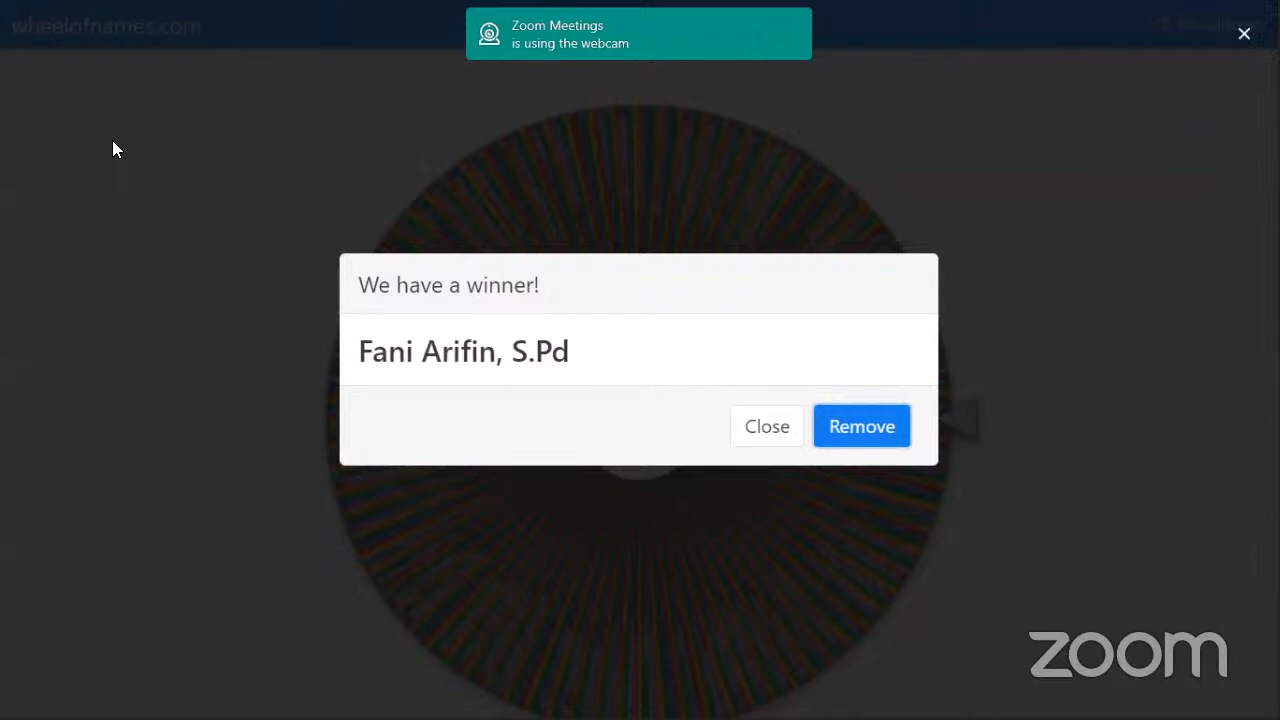 wheelofnames.com
Zoom Meetings
is using the webcam
We have a winner!
Fani Arifin, S.Pd
Close
Remove
zoom